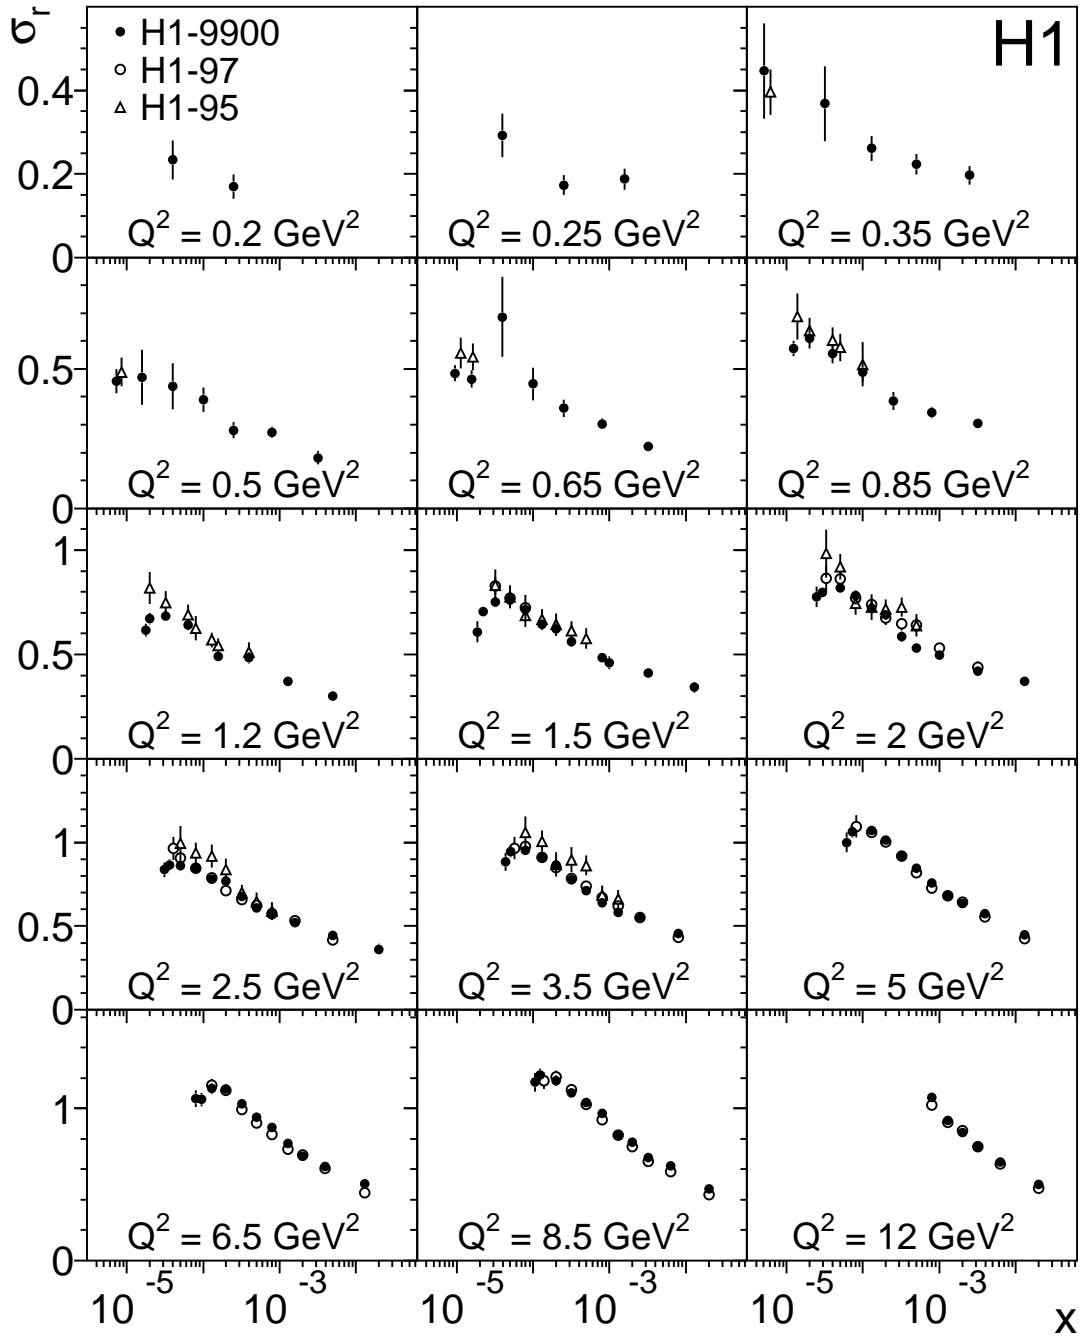 σr
H1-9900
H1-97
H1-95
H1
0.4
0.2
0
Q² = 0.2 GeV²
Q² = 0.25 GeV²
Q² = 0.35 GeV²
0.5
0
Q² = 0.5 GeV²
Q² = 0.65 GeV²
Q² = 0.85 GeV²
1
0.5
0
Q² = 1.2 GeV²
Q² = 1.5 GeV²
Q² = 2 GeV²
1
0.5
0
Q² = 2.5 GeV²
Q² = 3.5 GeV²
Q² = 5 GeV²
1
0
Q² = 6.5 GeV²
Q² = 8.5 GeV²
Q² = 12 GeV²
10⁻⁵ 10⁻³ 10⁻⁵ 10⁻³ 10⁻⁵ 10⁻³
x